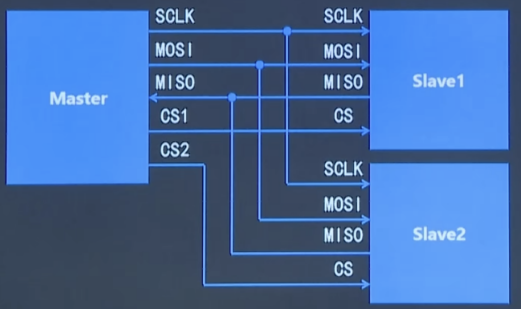 SCLK SCLK
MOSI MOSI
MISO MISO
Master Slave1
CS1 CS
CS2
SCLK
MOSI
MISO
Slave2
CS